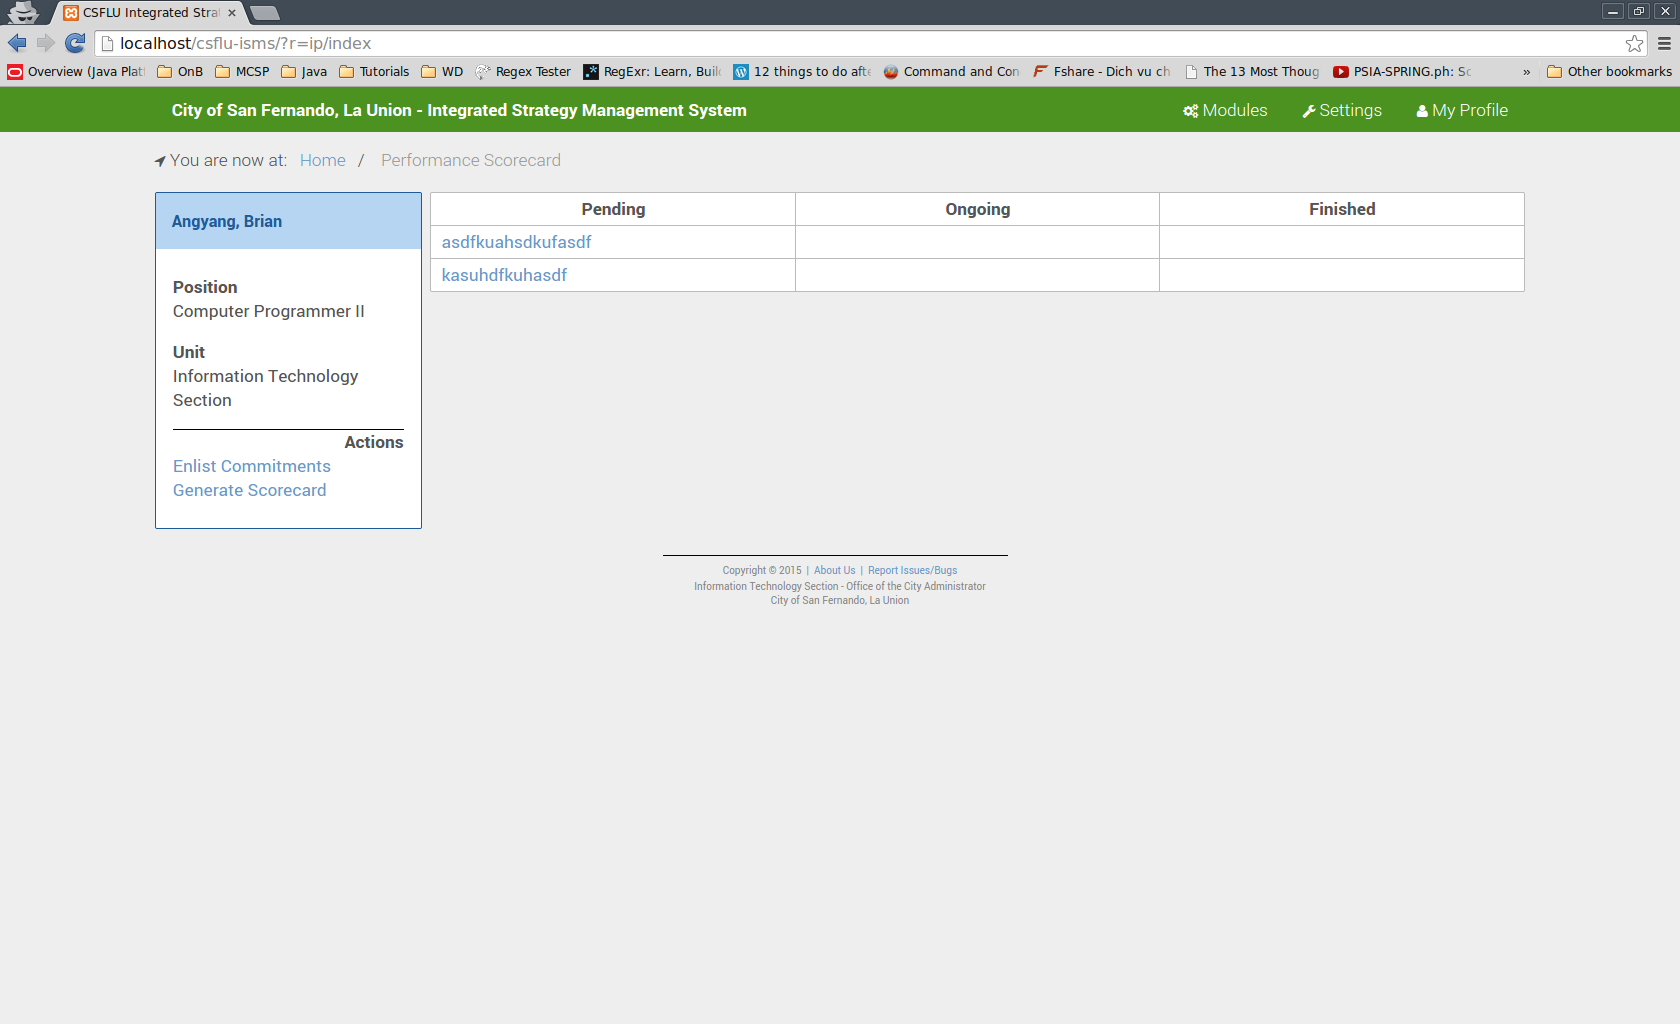 CSFLU Integrated Stra
localhost/csflu-isms/?r=ip/index
Overview (Java Plat OnB MCSP Java Tutorials WD Regex Tester RegExr: Learn, Buil 12 things to do afte Command and Con Fshare - Dich vu ch The 13 Most Thoug PSIA-SPRING.ph: Sc » Other bookmarks
City of San Fernando, La Union - Integrated Strategy Management System Modules Settings My Profile
You are now at: Home / Performance Scorecard
Angyang, Brian
Position
Computer Programmer II
Unit
Information Technology
Section
Actions
Enlist Commitments
Generate Scorecard
Pending Ongoing Finished
asdfkuahsdkufasdf
kasuhdfkuhasdf
Copyright © 2015 | About Us | Report Issues/Bugs
Information Technology Section - Office of the City Administrator
City of San Fernando, La Union